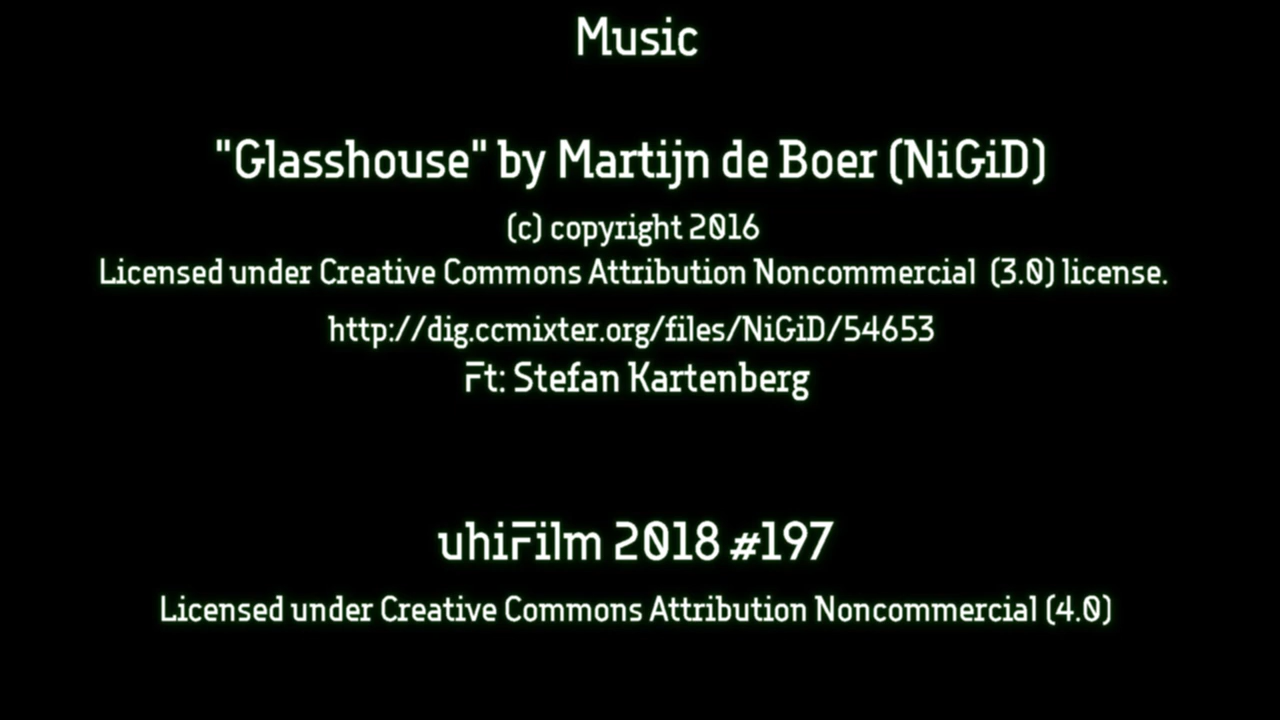 Music
"Glasshouse" by Martijn de Boer (NiGiD)
(c) copyright 2016
Licensed under Creative Commons Attribution Noncommercial (3.0) license.
http://dig.ccmixter.org/files/NiGiD/54653
Ft: Stefan Kartenberg
uhiFilm 2018 #197
Licensed under Creative Commons Attribution Noncommercial (4.0)